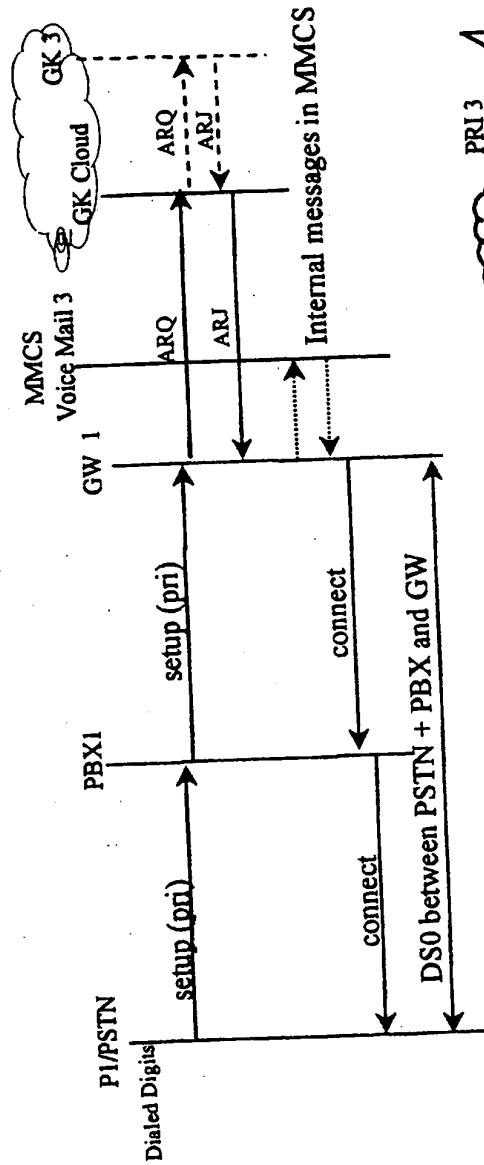 GK 3
GK Cloud
MMCS
Voice Mail 3
GW 1
PBX1
P1/PSTN
Dialed Digits
setup (pri)
setup (pri)
ARQ
ARQ
ARJ
ARJ
Internal messages in MMCS
connect
connect
DS0 between PSTN + PBX and GW
PRI 3